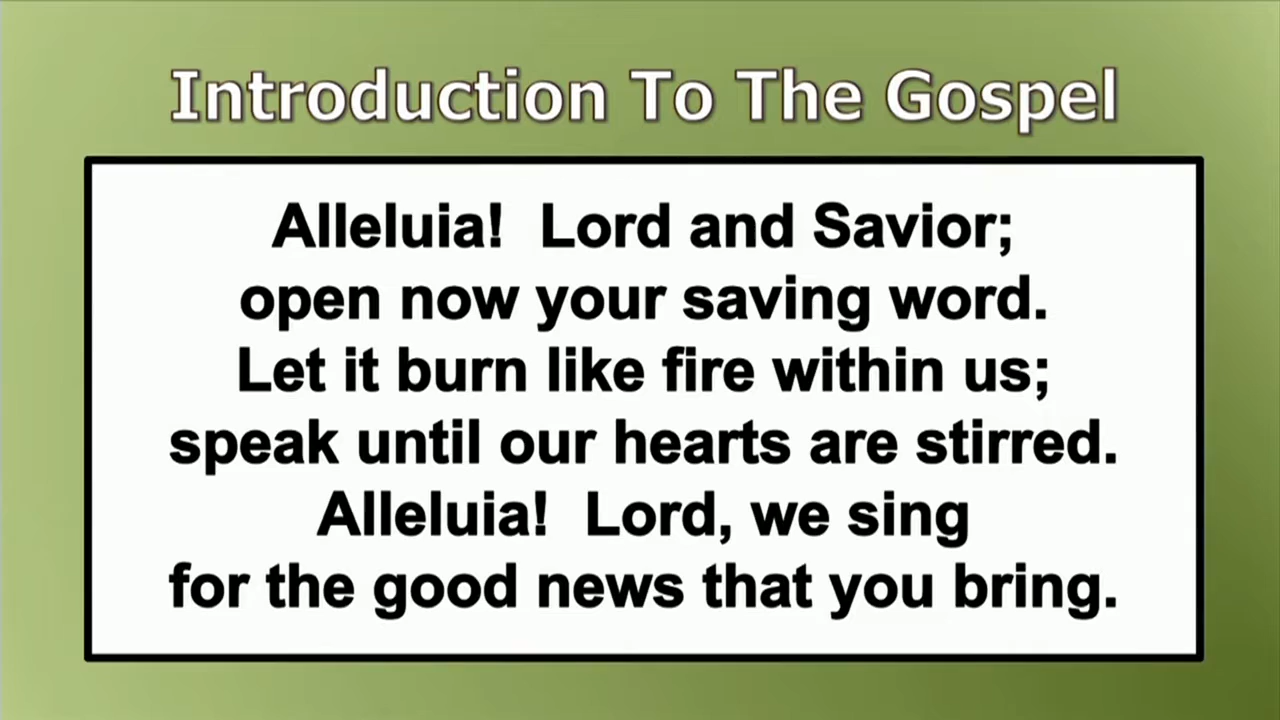 Introduction To The Gospel
Alleluia!  Lord and Savior;
open now your saving word.
Let it burn like fire within us;
speak until our hearts are stirred.
Alleluia!  Lord, we sing
for the good news that you bring.